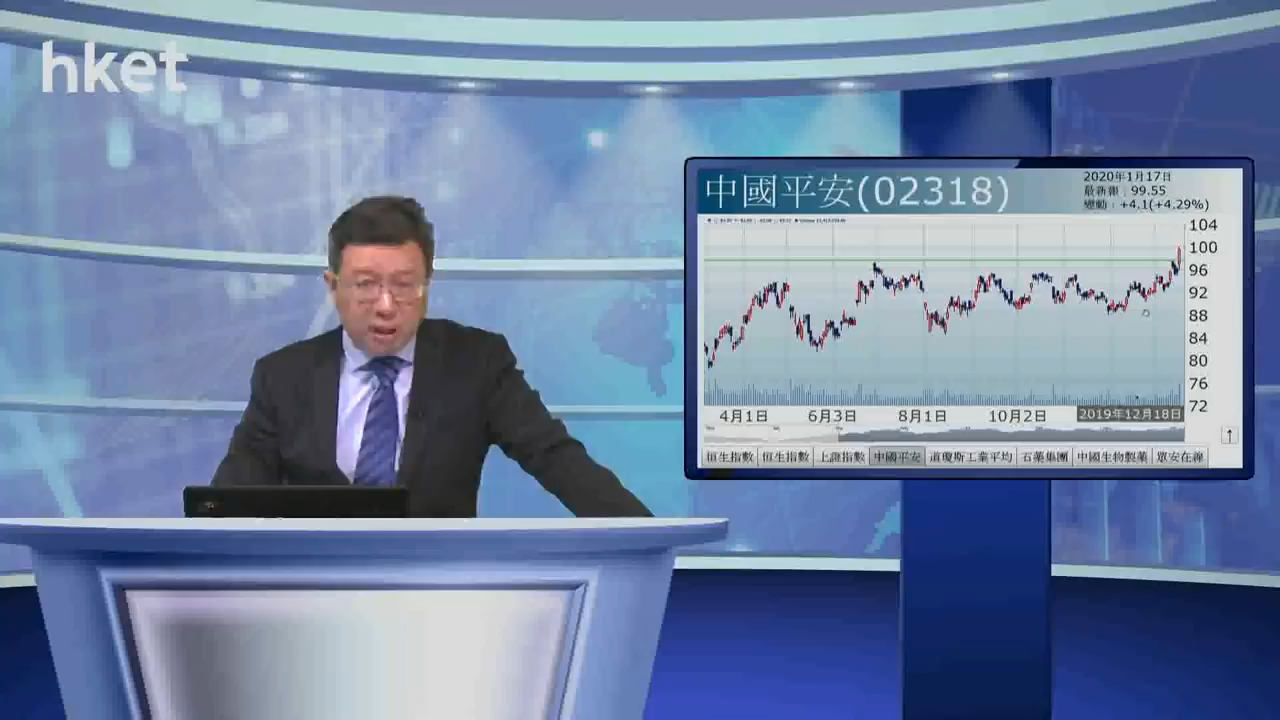 hket
中國平安(02318)
2020年1月17日
最新報：99.55
變動：+4.1(+4.29%)
104
100
96
92
88
84
80
76
72
4月1日 6月3日 8月1日 10月2日 2019年12月18日
恒生指數 恒生指數 上證指數 中國平安 道瓊斯工業平均 石藥集團 中國生物製藥 眾安在線